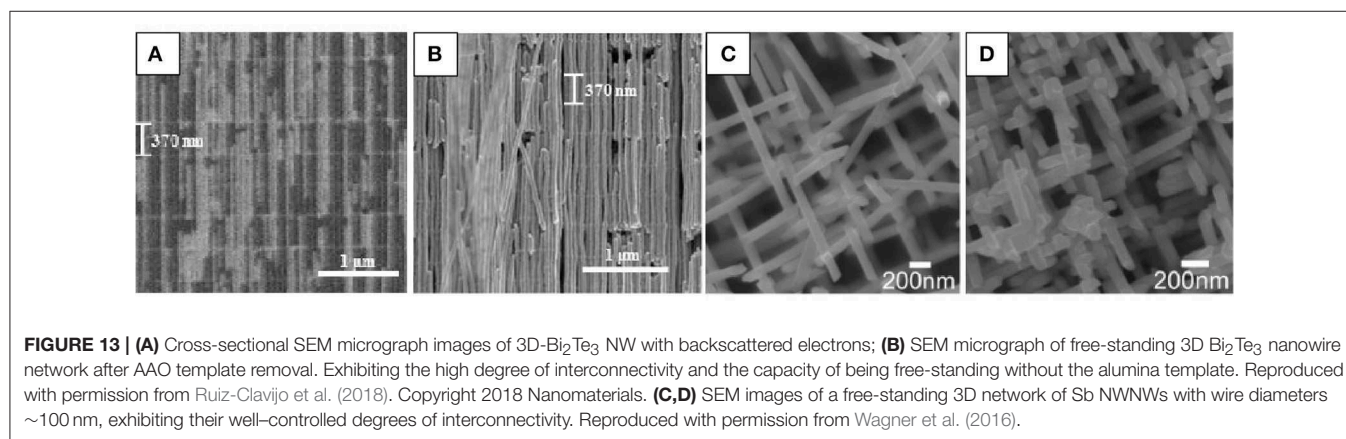 A
B
C
D
370 nm
370 nm
1 µm
1 µm
200nm
200nm
FIGURE 13 | (A) Cross-sectional SEM micrograph images of 3D-Bi₂Te₃ NW with backscattered electrons; (B) SEM micrograph of free-standing 3D Bi₂Te₃ nanowire
network after AAO template removal. Exhibiting the high degree of interconnectivity and the capacity of being free-standing without the alumina template. Reproduced
with permission from Ruiz-Clavijo et al. (2018). Copyright 2018 Nanomaterials. (C,D) SEM images of a free-standing 3D network of Sb NWNWs with wire diameters
∼100 nm, exhibiting their well–controlled degrees of interconnectivity. Reproduced with permission from Wagner et al. (2016).